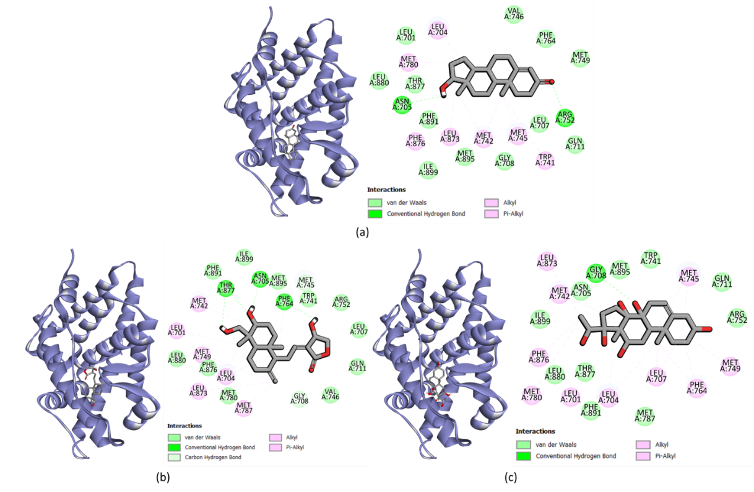 VAL
A:746
LEU
A:701
LEU
A:704
PHE
A:764
MET
A:749
MET
A:780
LEU
A:880
THR
A:877
ASN
A:705
PHE
A:891
LEU
A:707
ARG
A:752
PHE
A:876
LEU
A:873
MET
A:742
MET
A:745
GLN
A:711
ILE
A:899
MET
A:895
GLY
A:708
TRP
A:741
Interactions
van der Waals
Conventional Hydrogen Bond
Alkyl
Pi-Alkyl
(a)
ILE
A:899
PHE
A:891
ASN
A:705
MET
A:895
MET
A:745
THR
A:877
PHE
A:764
TRP
A:741
ARG
A:752
MET
A:742
LEU
A:701
LEU
A:707
LEU
A:880
MET
A:749
PHE
A:876
LEU
A:704
GLN
A:711
LEU
A:873
MET
A:780
MET
A:787
GLY
A:708
VAL
A:746
Interactions
van der Waals
Conventional Hydrogen Bond
Carbon Hydrogen Bond
Alkyl
Pi-Alkyl
(b)
LEU
A:873
GLY
A:708
MET
A:895
TRP
A:741
MET
A:745
GLN
A:711
MET
A:742
ASN
A:705
ILE
A:899
ARG
A:752
PHE
A:876
LEU
A:880
THR
A:877
LEU
A:707
MET
A:749
PHE
A:764
MET
A:780
LEU
A:701
LEU
A:704
PHE
A:891
MET
A:787
Interactions
van der Waals
Conventional Hydrogen Bond
Alkyl
Pi-Alkyl
(c)